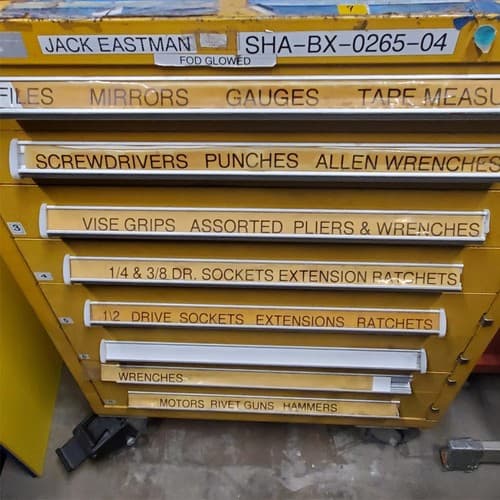 JACK EASTMAN
SHA-BX-0265-04
FOD GLOWED
FILES MIRRORS GAUGES TAPE MEASU
SCREWDRIVERS PUNCHES ALLEN WRENCHES
3
VISE GRIPS ASSORTED PLIERS & WRENCHES
4
1/4 & 3/8 DR. SOCKETS EXTENSION RATCHETS
5
1/2 DRIVE SOCKETS EXTENSIONS RATCHETS
WRENCHES
MOTORS RIVET GUNS HAMMERS